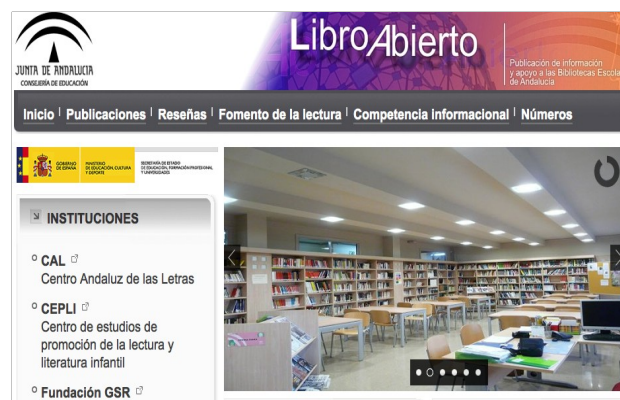 LibroAbierto
JUNTA DE ANDALUCIA
CONSEJERÍA DE EDUCACIÓN
Publicación de información
y apoyo a las Bibliotecas Escola
de Andalucía
Inicio | Publicaciones | Reseñas | Fomento de la lectura | Competencia Informacional | Números
GOBIERNO
DE ESPAÑA
MINISTERIO
DE EDUCACIÓN, CULTURA
Y DEPORTE
SECRETARÍA DE ESTADO
DE EDUCACIÓN, FORMACIÓN PROFESIONAL
Y UNIVERSIDADES
INSTITUCIONES
CAL
Centro Andaluz de las Letras
CEPLI
Centro de estudios de
promoción de la lectura y
literatura infantil
Fundación GSR